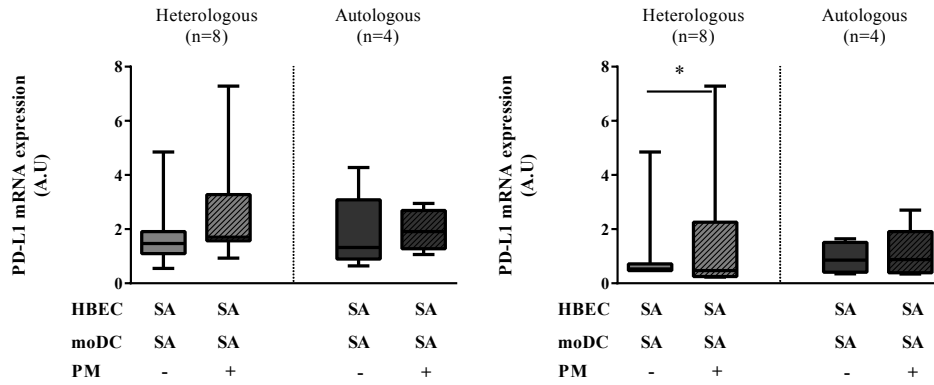 Heterologous
(n=8)
Autologous
(n=4)
PD-L1 mRNA expression
(A.U)
8
6
4
2
0
HBEC SA SA SA SA
moDC SA SA SA SA
PM - + - +
Heterologous
(n=8)
Autologous
(n=4)
PD-L1 mRNA expression
(A.U)
8
6
4
2
0
*
HBEC SA SA SA SA
moDC SA SA SA SA
PM - + - +